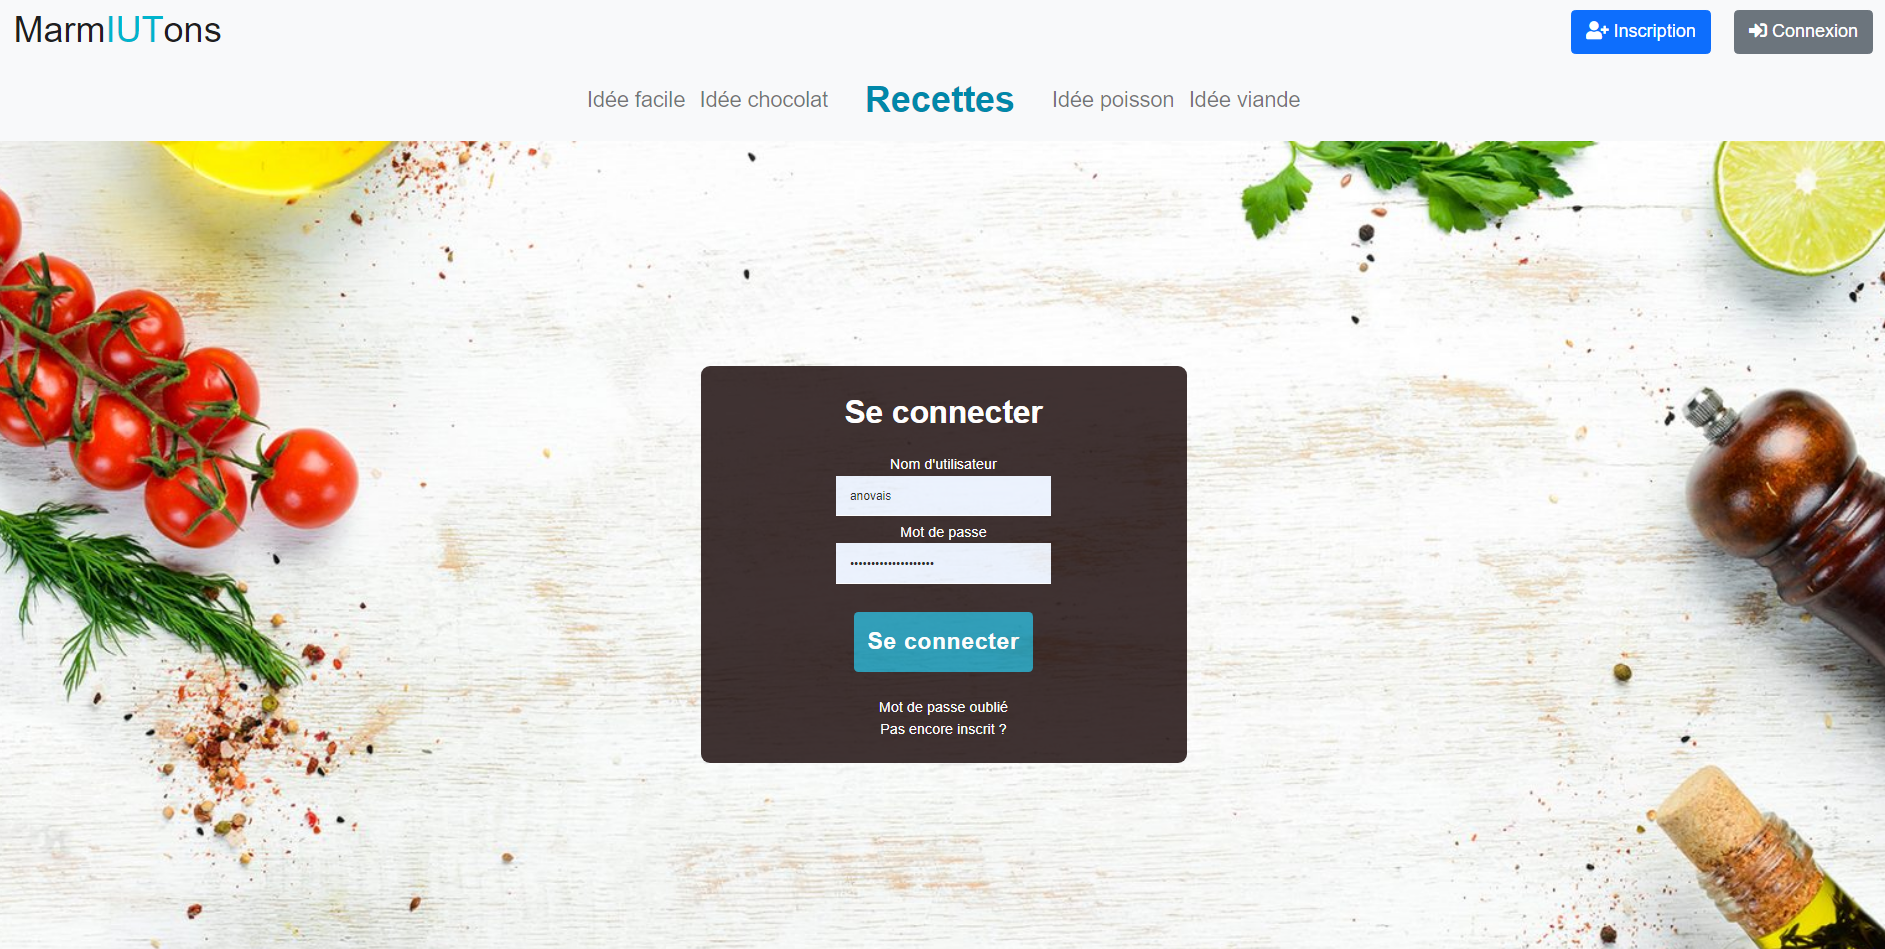 MarmIUTons
Inscription
Connexion
Idée facile Idée chocolat Recettes Idée poisson Idée viande
Se connecter
Nom d'utilisateur
anovais
Mot de passe
••••••••••••••••••••
Se connecter
Mot de passe oublié
Pas encore inscrit ?